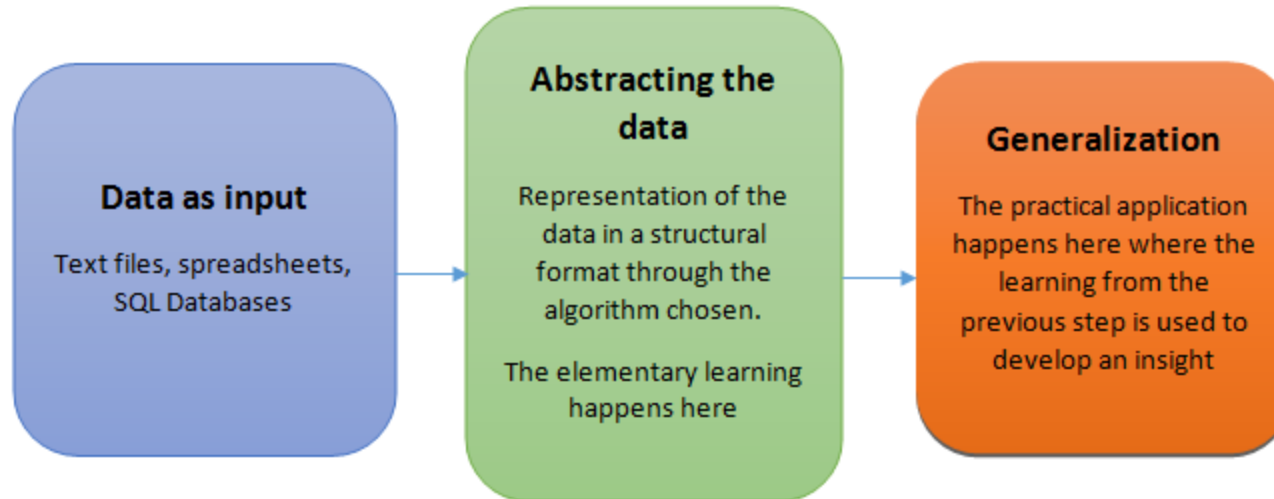 Data as input
Text files, spreadsheets,
SQL Databases
Abstracting the
data
Representation of the
data in a structural
format through the
algorithm chosen.
The elementary learning
happens here
Generalization
The practical application
happens here where the
learning from the
previous step is used to
develop an insight